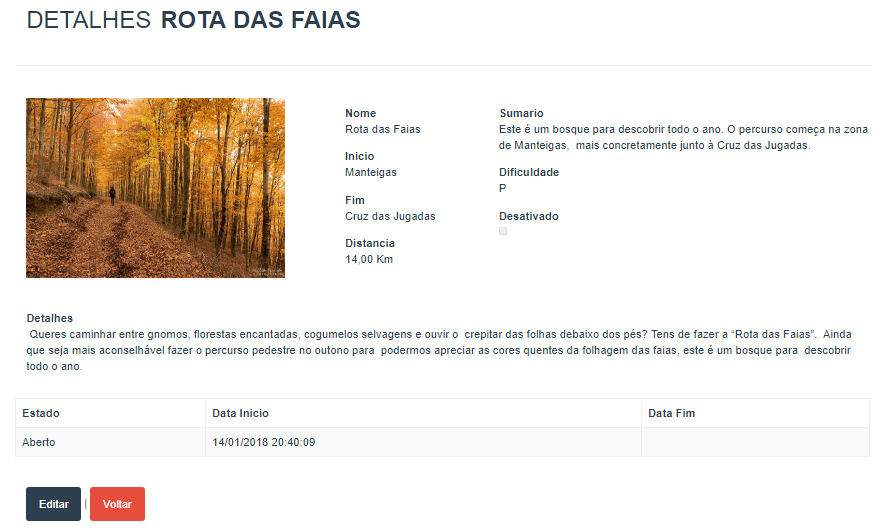 DETALHES ROTA DAS FAIAS
Nome
Rota das Faias
Inicio
Manteigas
Fim
Cruz das Jugadas
Distancia
14,00 Km
Sumario
Este é um bosque para descobrir todo o ano. O percurso começa na zona
de Manteigas, mais concretamente junto à Cruz das Jugadas.
Dificuldade
P
Desativado
Detalhes
Queres caminhar entre gnomos, florestas encantadas, cogumelos selvagens e ouvir o crepitar das folhas debaixo dos pés? Tens de fazer a “Rota das Faias”. Ainda
que seja mais aconselhável fazer o percurso pedestre no outono para podermos apreciar as cores quentes da folhagem das faias, este é um bosque para descobrir
todo o ano.
Estado Data Inicio Data Fim
Aberto 14/01/2018 20:40:09
Editar | Voltar